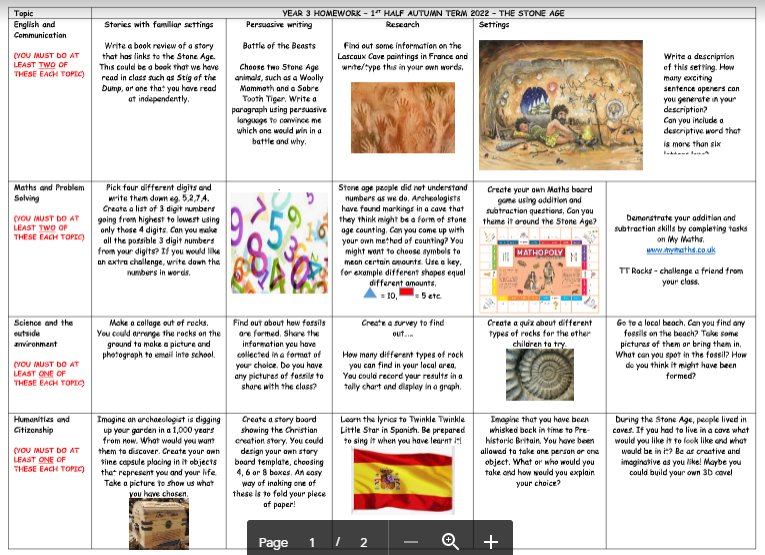 Topic
YEAR 3 HOMEWORK – 1ST HALF AUTUMN TERM 2022 – THE STONE AGE
English and
Communication
(YOU MUST DO AT
LEAST TWO OF
THESE EACH TOPIC)
Stories with familiar settings
Write a book review of a story
that has links to the Stone Age.
This could be a book that we have
read in class such as Stig of the
Dump, or one that you have read
at independently.
Persuasive writing
Battle of the Beasts
Choose two Stone Age
animals, such as a Woolly
Mammoth and a Sabre
Tooth Tiger. Write a
paragraph using persuasive
language to convince me
which one would win in a
battle and why.
Research
Find out some information on the
Lascaux Cave paintings in France and
write/type this in your own words.
Settings
Write a description
of this setting. How
many exciting
sentence openers can
you generate in your
description?
Can you include a
descriptive word that
is more than six
Maths and Problem
Solving
(YOU MUST DO AT
LEAST TWO OF
THESE EACH TOPIC)
Pick four different digits and
write them down eg. 5,2,7,4.
Create a list of 3 digit numbers
going from highest to lowest using
only those 4 digits. Can you make
all the possible 3 digit numbers
from your digits? If you would like
an extra challenge, write down the
numbers in words.
Stone age people did not understand
numbers as we do. Archeologists
have found markings in a cave that
they think might be a form of stone
age counting. Can you come up with
your own method of counting? You
might want to choose symbols to
mean certain amounts. Use a key,
for example different shapes equal
different amounts.
= 10, = 5 etc.
Create your own Maths board
game using addition and
subtraction questions. Can you
theme it around the Stone Age?
MATHOPOLY
Demonstrate your addition and
subtraction skills by completing tasks
on My Maths.
www.mymaths.co.uk
TT Rocks – challenge a friend from
your class.
Science and the
outside
environment
(YOU MUST DO AT
LEAST ONE OF
THESE EACH TOPIC)
Make a collage out of rocks.
You could arrange the rocks on the
ground to make a picture and
photograph to email into school.
Find out about how fossils
are formed. Share the
information you have
collected in a format of
your choice. Do you have
any pictures of fossils to
share with the class?
Create a survey to find
out....
How many different types of rock
you can find in your local area.
You could record your results in a
tally chart and display in a graph.
Create a quiz about different
types of rocks for the other
children to try.
Go to a local beach. Can you find any
fossils on the beach? Take some
pictures of them or bring them in.
What can you spot in the fossil? How
do you think it might have been
formed?
Humanities and
Citizenship
(YOU MUST DO AT
LEAST ONE OF
THESE EACH TOPIC)
Imagine an archaeologist is digging
up your garden in a 1,000 years
from now. What would you want
them to discover. Create your own
time capsule placing in it objects
that represent you and your life.
Take a picture to show us what
you have chosen.
Create a story board
showing the Christian
creation story. You could
design your own story
board template, choosing
4, 6 or 8 boxes. An easy
way of making one of
these is to fold your piece
of paper!
Learn the lyrics to Twinkle Twinkle
Little Star in Spanish. Be prepared
to sing it when you have learnt it!
Imagine that you have been
whisked back in time to Pre-
historic Britain. You have been
allowed to take one person or one
object. What or who would you
take and how would you explain
your choice?
During the Stone Age, people lived in
caves. If you had to live in a cave what
would you like it to look like and what
would be in it? Be as creative and
imaginative as you like! Maybe you
could build your own 3D cave!
Page 1 / 2